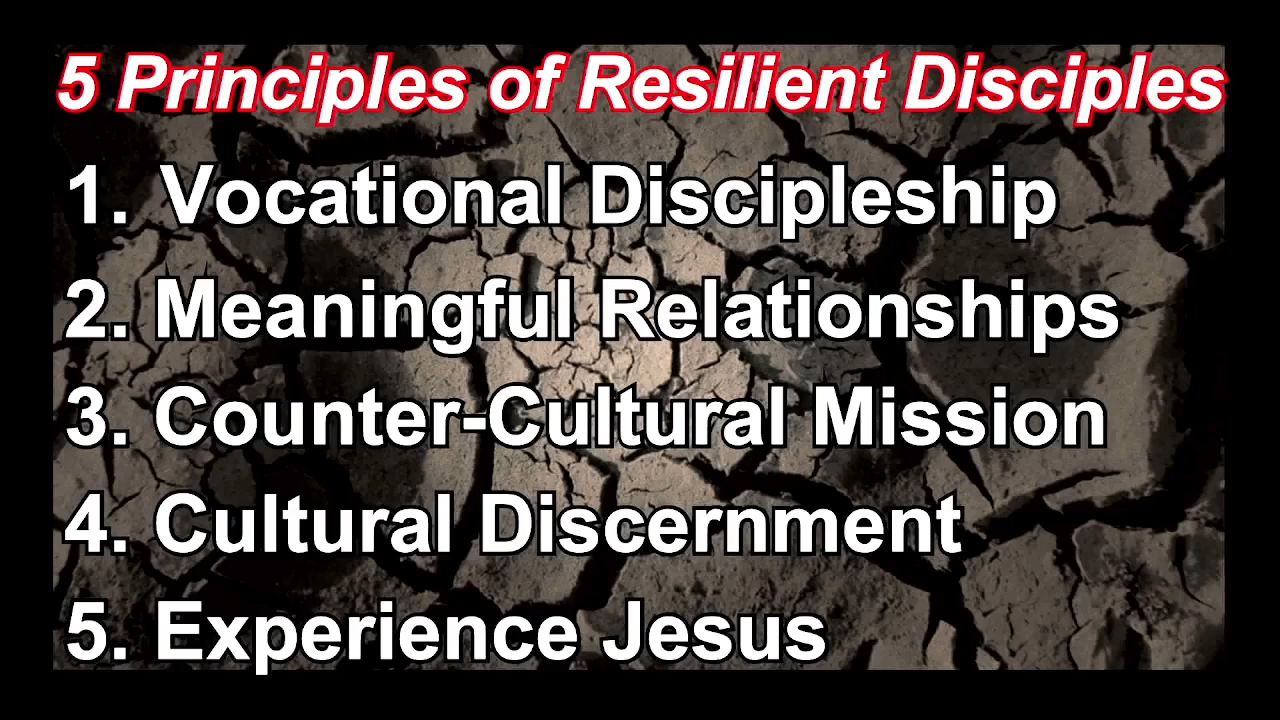 5 Principles of Resilient Disciples
1. Vocational Discipleship
2. Meaningful Relationships
3. Counter-Cultural Mission
4. Cultural Discernment
5. Experience Jesus